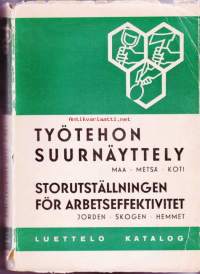 TYÖTEHON
SUURNÄYTTELY
MAA · METSÄ · KOTI
STORUTSTÄLLNINGEN
FÖR ARBETSEFFEKTIVITET
JORDEN · SKOGEN · HEMMET
LUETTELO KATALOG